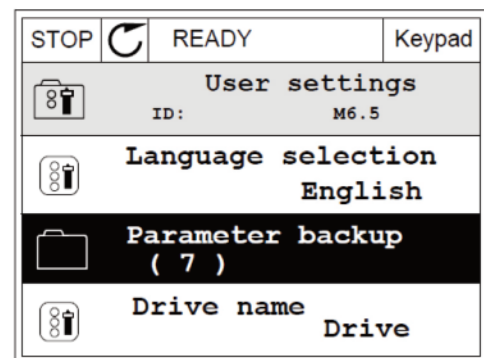 STOP READY Keypad
User settings
ID: M6.5
Language selection
English
Parameter backup
( 7 )
Drive name
Drive